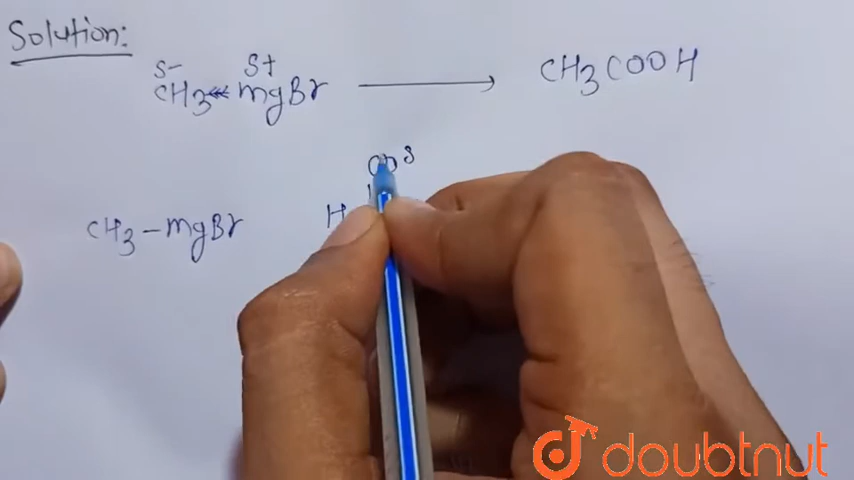 Solution:
S- S+
CH3 mgBr → CH3COOH
CH3-mgBr H
doubtnut